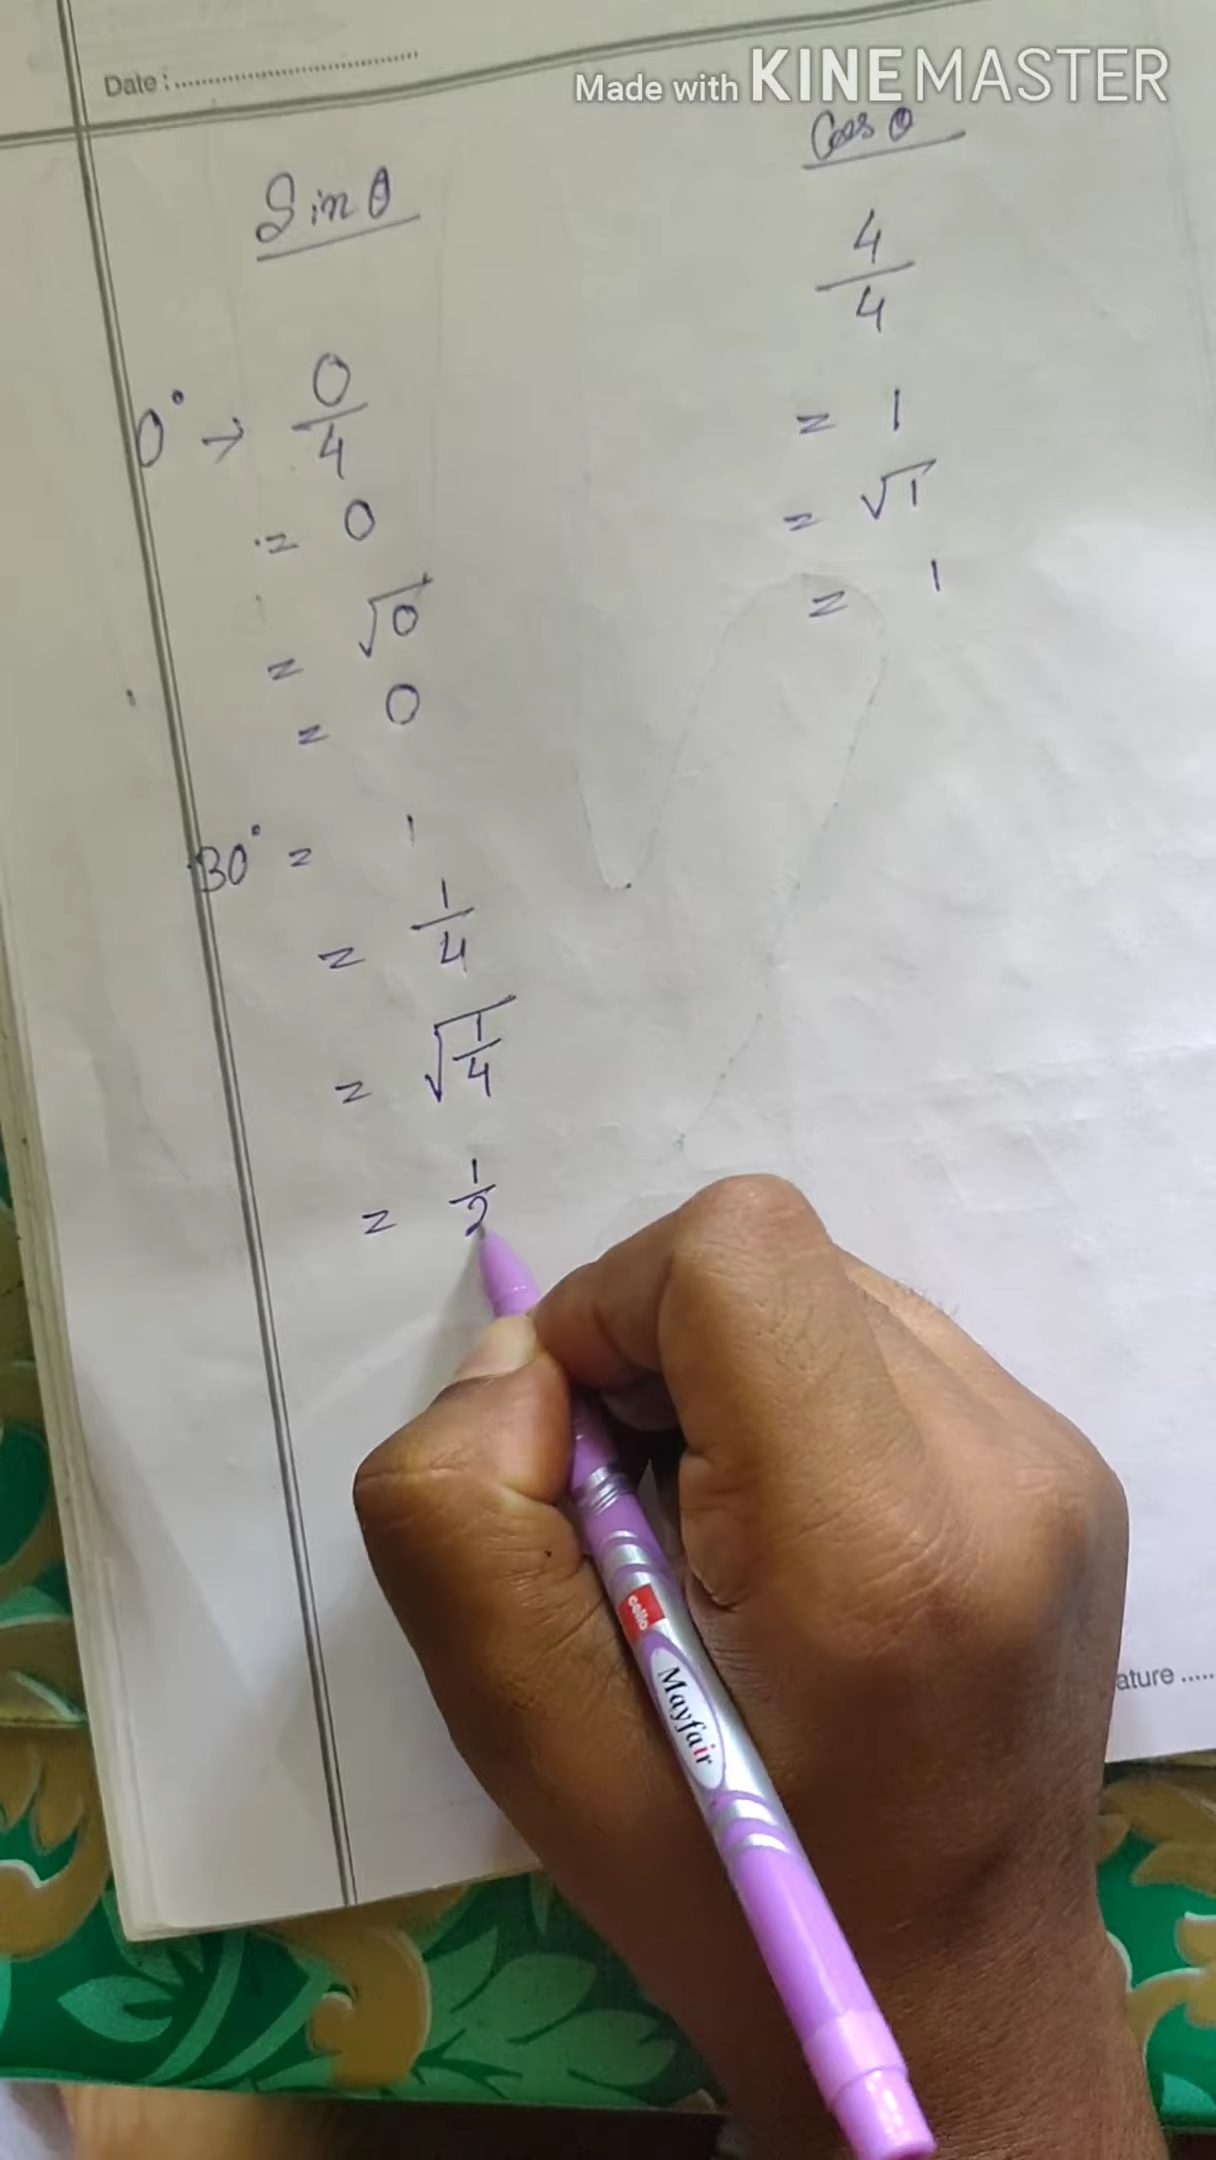 Date : ....................
Made with KINEMASTER
Sin θ
0° → 0/4
= 0
= √0
= 0
30° = 1
= 1/4
= √1/4
= 1/2
Cos θ
4/4
= 1
= √1
= 1
cello
Mayfair
ature .....